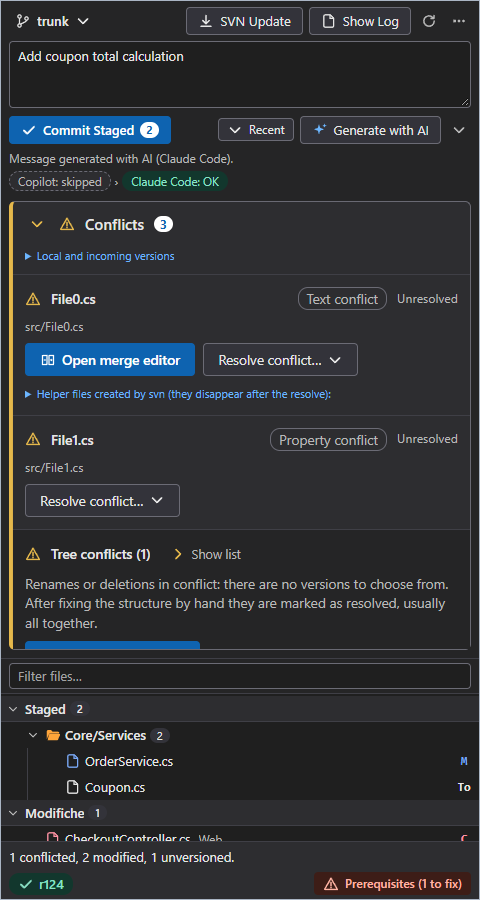 trunk
SVN Update
Show Log
Add coupon total calculation
Commit Staged 2
Recent
Generate with AI
Message generated with AI (Claude Code).
Copilot: skipped › Claude Code: OK
Conflicts 3
Local and incoming versions
File0.cs
Text conflict
Unresolved
src/File0.cs
Open merge editor
Resolve conflict...
Helper files created by svn (they disappear after the resolve):
File1.cs
Property conflict
Unresolved
src/File1.cs
Resolve conflict...
Tree conflicts (1)
Show list
Renames or deletions in conflict: there are no versions to choose from.
After fixing the structure by hand they are marked as resolved, usually
all together.
Filter files...
Staged 2
Core/Services 2
OrderService.cs M
Coupon.cs To
Modifiche 1
CheckoutController.cs Web C
1 conflicted, 2 modified, 1 unversioned.
r124
Prerequisites (1 to fix)